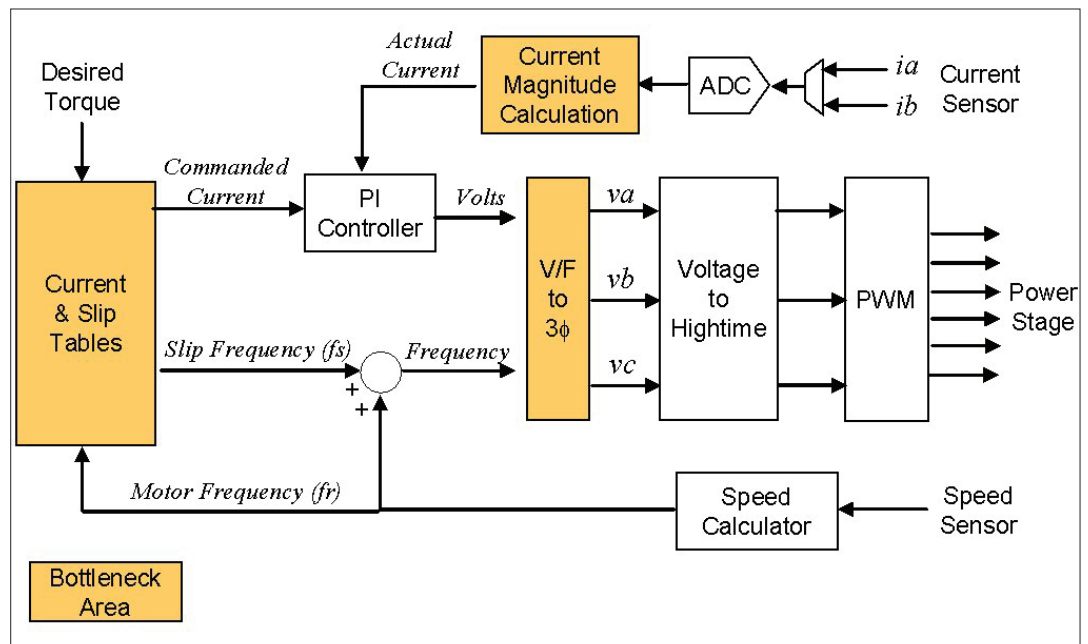 Desired
Torque
Actual
Current
Current
Magnitude
Calculation
ADC
ia
ib
Current
Sensor
Commanded
Current
PI
Controller
Volts
Current
& Slip
Tables
V/F
to
3ϕ
va
vb
vc
Voltage
to
Hightime
PWM
Power
Stage
Slip Frequency (fs)
+
+
Frequency
Motor Frequency (fr)
Speed
Calculator
Speed
Sensor
Bottleneck
Area